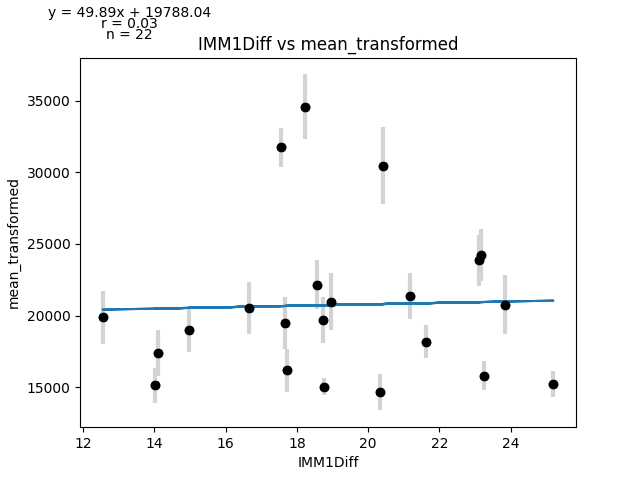 y = 49.89x + 19788.04
r = 0.03
n = 22
IMM1Diff vs mean_transformed
mean_transformed
35000
30000
25000
20000
15000
12 14 16 18 20 22 24
IMM1Diff